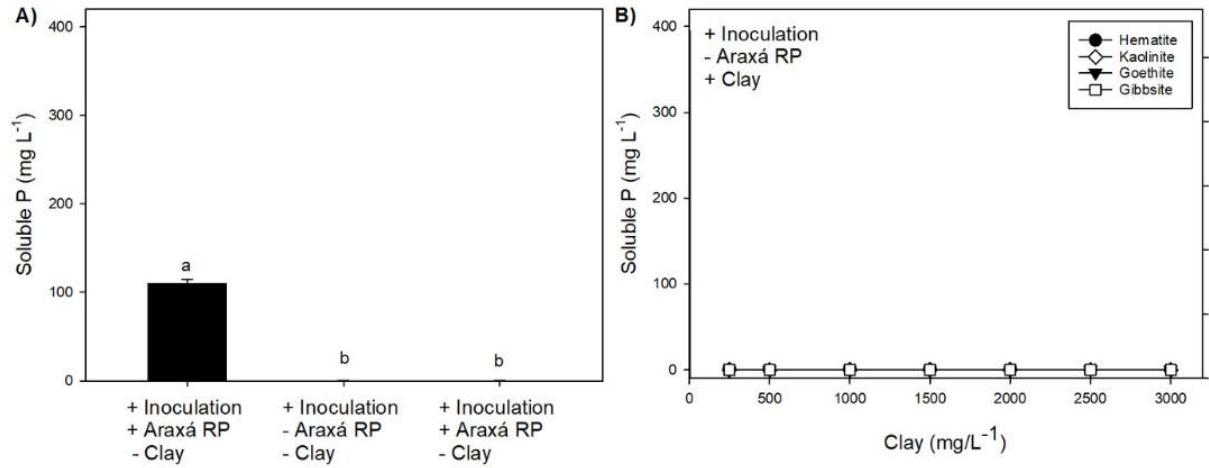 A)
400
300
200
100
0
Soluble P (mg L⁻¹)
a
b
b
+ Inoculation
+ Araxá RP
- Clay
+ Inoculation
- Araxá RP
- Clay
+ Inoculation
+ Araxá RP
- Clay
B)
+ Inoculation
- Araxá RP
+ Clay
Hematite
Kaolinite
Goethite
Gibbsite
400
300
200
100
0
Soluble P (mg L⁻¹)
0 500 1000 1500 2000 2500 3000
Clay (mg/L⁻¹)